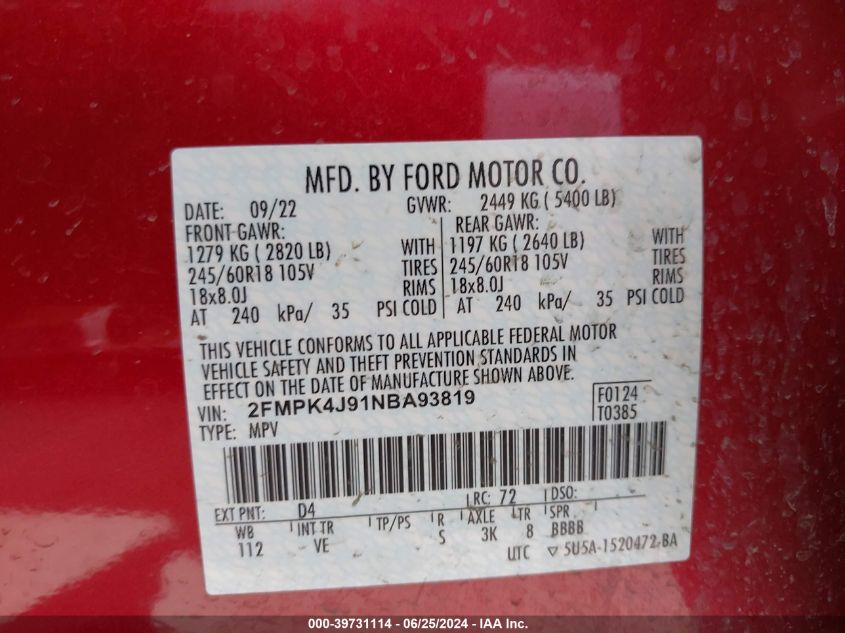 MFD. BY FORD MOTOR CO.
DATE: 09/22 GVWR: 2449 KG ( 5400 LB)
FRONT GAWR: REAR GAWR:
1279 KG ( 2820 LB) WITH 1197 KG ( 2640 LB) WITH
245/60R18 105V TIRES 245/60R18 105V TIRES
18x8.0J RIMS 18x8.0J RIMS
AT 240 kPa/ 35 PSI COLD AT 240 kPa/ 35 PSI COLD
THIS VEHICLE CONFORMS TO ALL APPLICABLE FEDERAL MOTOR
VEHICLE SAFETY AND THEFT PREVENTION STANDARDS IN
EFFECT ON THE DATE OF MANUFACTURE SHOWN ABOVE.
VIN: 2FMPK4J91NBA93819 F0124
TYPE: MPV T0385
EXT PNT: D4 RC: 72 DSO:
WB INT TR TP/PS R AXLE TR SPR
112 VE S 3K 8 BBBB
UTC ▽ 5U5A-1520472-BA
000-39731114 / 06/25/2024 - IAA Inc.